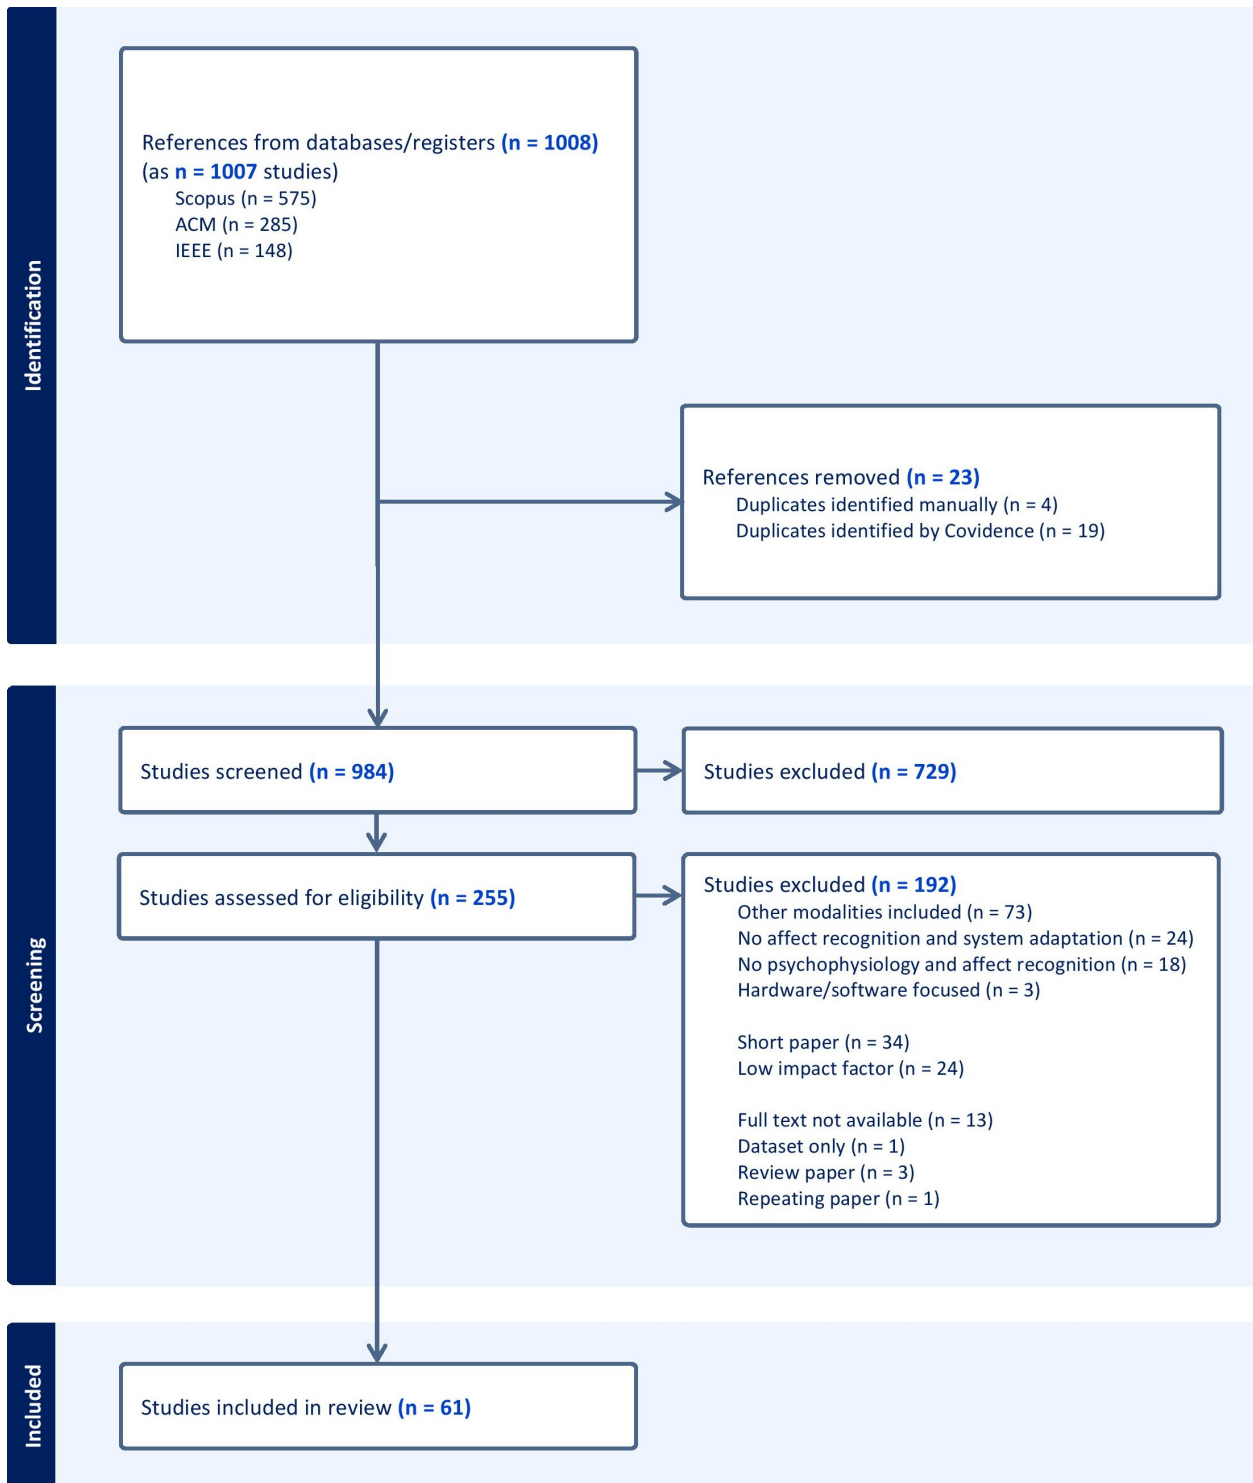 Identification
References from databases/registers (n = 1008)
(as n = 1007 studies)
Scopus (n = 575)
ACM (n = 285)
IEEE (n = 148)
References removed (n = 23)
Duplicates identified manually (n = 4)
Duplicates identified by Covidence (n = 19)
Screening
Studies screened (n = 984)
Studies excluded (n = 729)
Studies assessed for eligibility (n = 255)
Studies excluded (n = 192)
Other modalities included (n = 73)
No affect recognition and system adaptation (n = 24)
No psychophysiology and affect recognition (n = 18)
Hardware/software focused (n = 3)
Short paper (n = 34)
Low impact factor (n = 24)
Full text not available (n = 13)
Dataset only (n = 1)
Review paper (n = 3)
Repeating paper (n = 1)
Included
Studies included in review (n = 61)